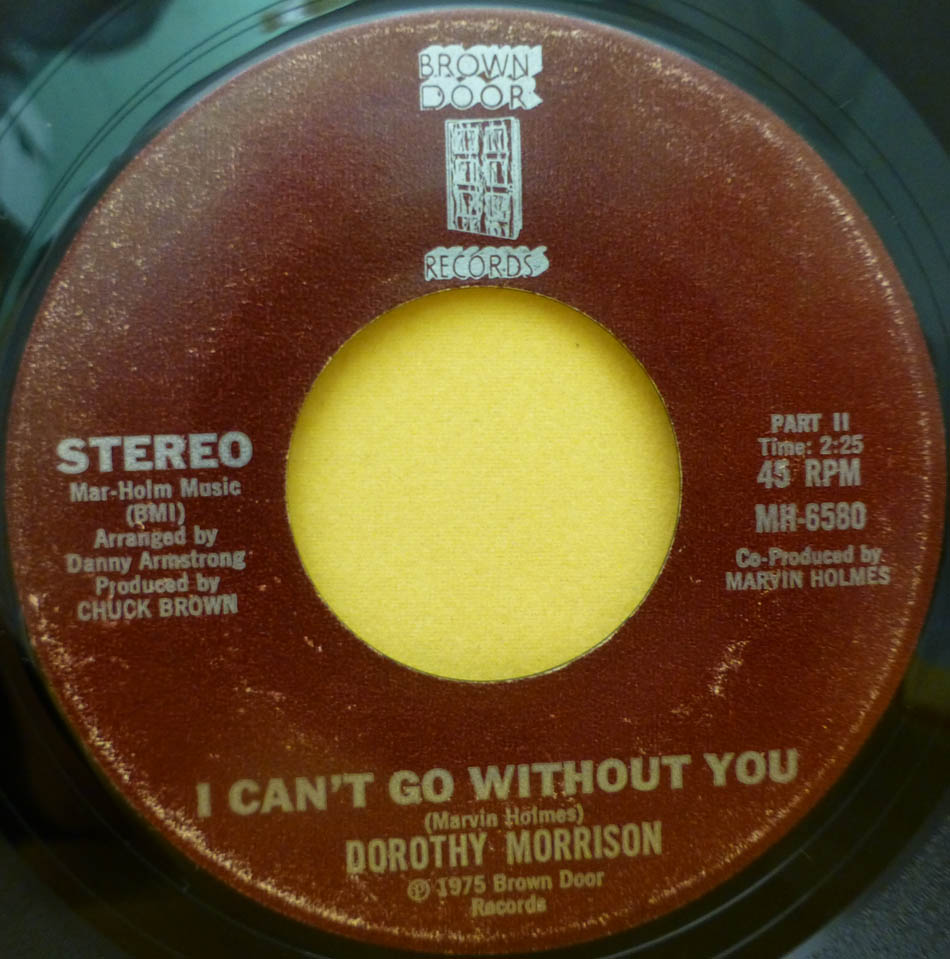 BROWN
DOOR
RECORDS
STEREO
Mar-Holm Music
(BMI)
Arranged by
Danny Armstrong
Produced by
CHUCK BROWN
PART II
Time: 2:25
45 RPM
MH-6580
Co-Produced by
MARVIN HOLMES
I CAN'T GO WITHOUT YOU
(Marvin Holmes)
DOROTHY MORRISON
℗ 1975 Brown Door
Records